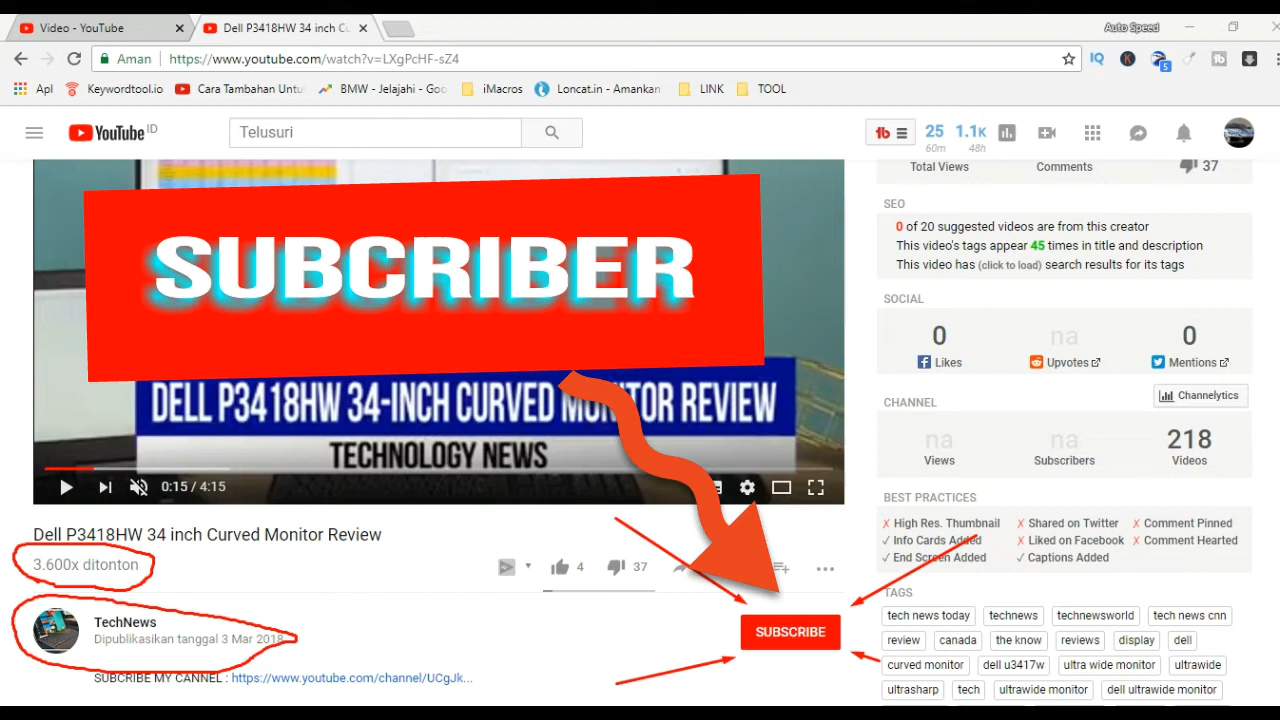 Video - YouTube
Dell P3418HW 34 inch Cu
Auto Speed
Aman
https://www.youtube.com/watch?v=LXgPcHF-sZ4
IQ
K
5
tb
Apl
Keywordtool.io
Cara Tambahan Untu
BMW - Jelajahi - Goo
iMacros
Loncat.in - Amankan
LINK
TOOL
YouTube ID
Telusuri
tb
25
60m
1.1K
48h
Total Views
Comments
37
SUBCRIBER
DELL P3418HW 34-INCH CURVED MONITOR REVIEW
TECHNOLOGY NEWS
0:15 / 4:15
Dell P3418HW 34 inch Curved Monitor Review
3.600x ditonton
4
37
TechNews
Dipublikasikan tanggal 3 Mar 2018
SUBSCRIBE
SUBCRIBE MY CANNEL : https://www.youtube.com/channel/UCgJk...
SEO
0 of 20 suggested videos are from this creator
This video's tags appear 45 times in title and description
This video has (click to load) search results for its tags
SOCIAL
0
na
0
Likes
Upvotes
Mentions
CHANNEL
Channelytics
na
na
218
Views
Subscribers
Videos
BEST PRACTICES
✗ High Res. Thumbnail
✗ Shared on Twitter
✗ Comment Pinned
✓ Info Cards Added
✗ Liked on Facebook
✗ Comment Hearted
✓ End Screen Added
✓ Captions Added
TAGS
tech news today
technews
technewsworld
tech news cnn
review
canada
the know
reviews
display
dell
curved monitor
dell u3417w
ultra wide monitor
ultrawide
ultrasharp
tech
ultrawide monitor
dell ultrawide monitor